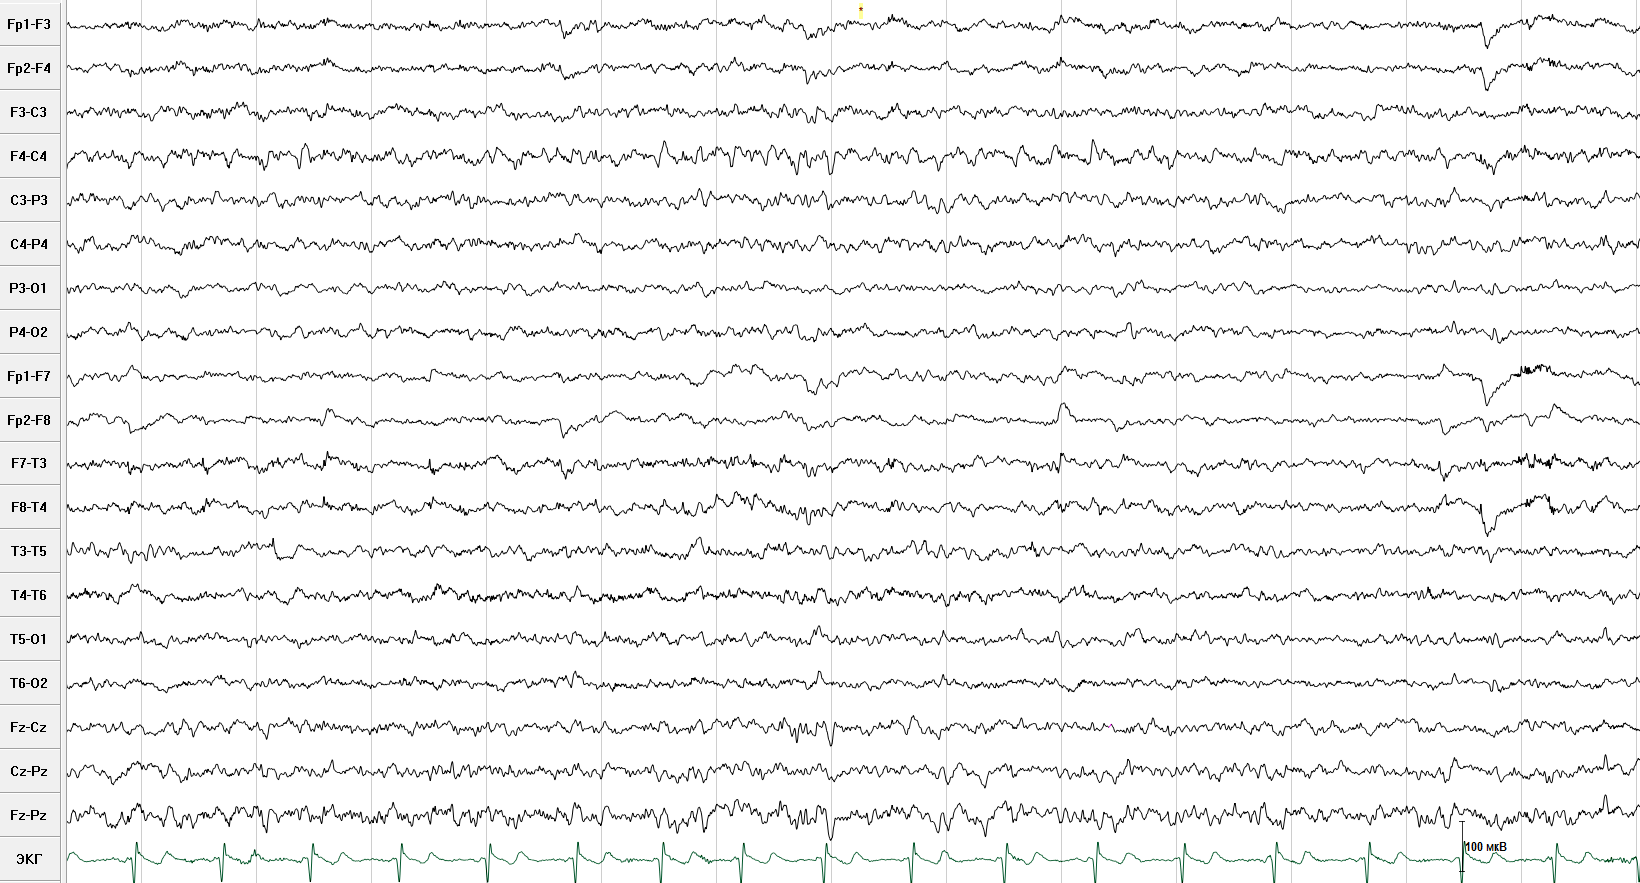 *
Fp1-F3
Fp2-F4
F3-C3
F4-C4
C3-P3
C4-P4
P3-O1
P4-O2
Fp1-F7
Fp2-F8
F7-T3
F8-T4
T3-T5
T4-T6
T5-O1
T6-O2
Fz-Cz
Cz-Pz
Fz-Pz
ЭКГ
100 мкВ